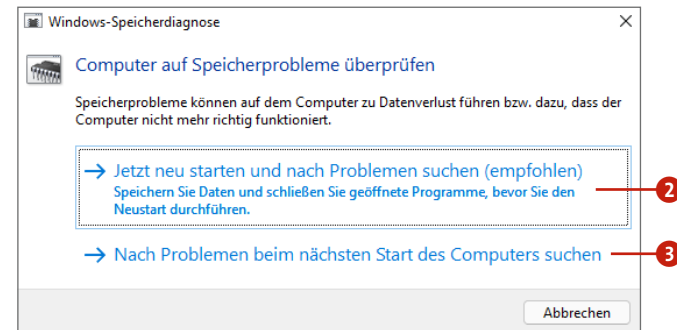 Windows-Speicherdiagnose
Computer auf Speicherprobleme überprüfen
Speicherprobleme können auf dem Computer zu Datenverlust führen bzw. dazu, dass der
Computer nicht mehr richtig funktioniert.
Jetzt neu starten und nach Problemen suchen (empfohlen)
Speichern Sie Daten und schließen Sie geöffnete Programme, bevor Sie den
Neustart durchführen.
2
Nach Problemen beim nächsten Start des Computers suchen
3
Abbrechen